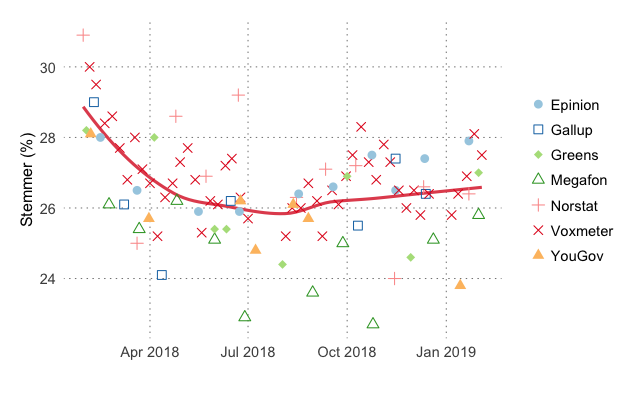 Stemmer (%)
30
28
26
24
Apr 2018
Jul 2018
Oct 2018
Jan 2019
Epinion
Gallup
Greens
Megafon
Norstat
Voxmeter
YouGov